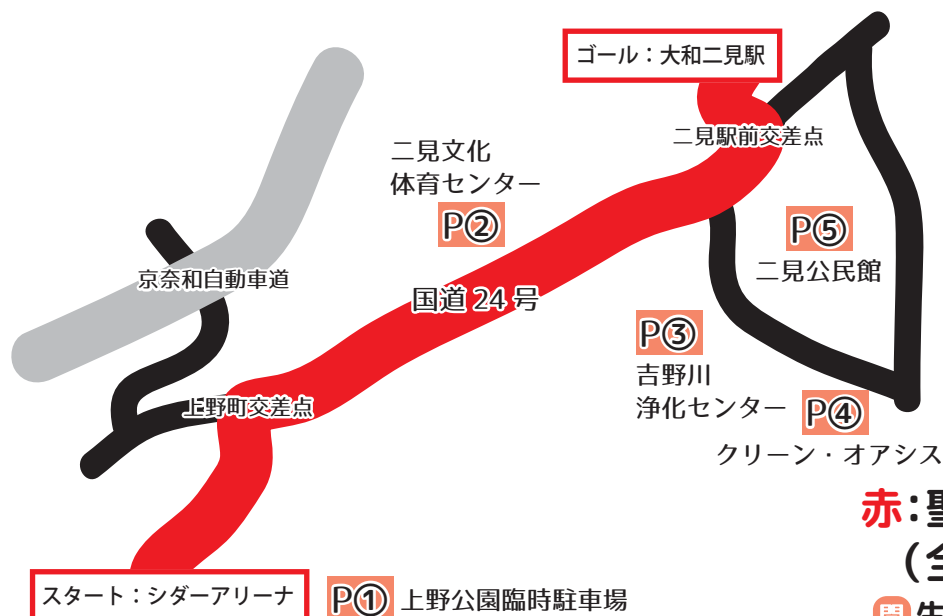 ゴール：大和二見駅
二見駅前交差点
二見文化
体育センター
P②
P⑤
二見公民館
京奈和自動車道
国道 24 号
P③
吉野川
浄化センター
P④
クリーン・オアシス
上野町交差点
赤：聖
（全
スタート：シダーアリーナ
P① 上野公園臨時駐車場